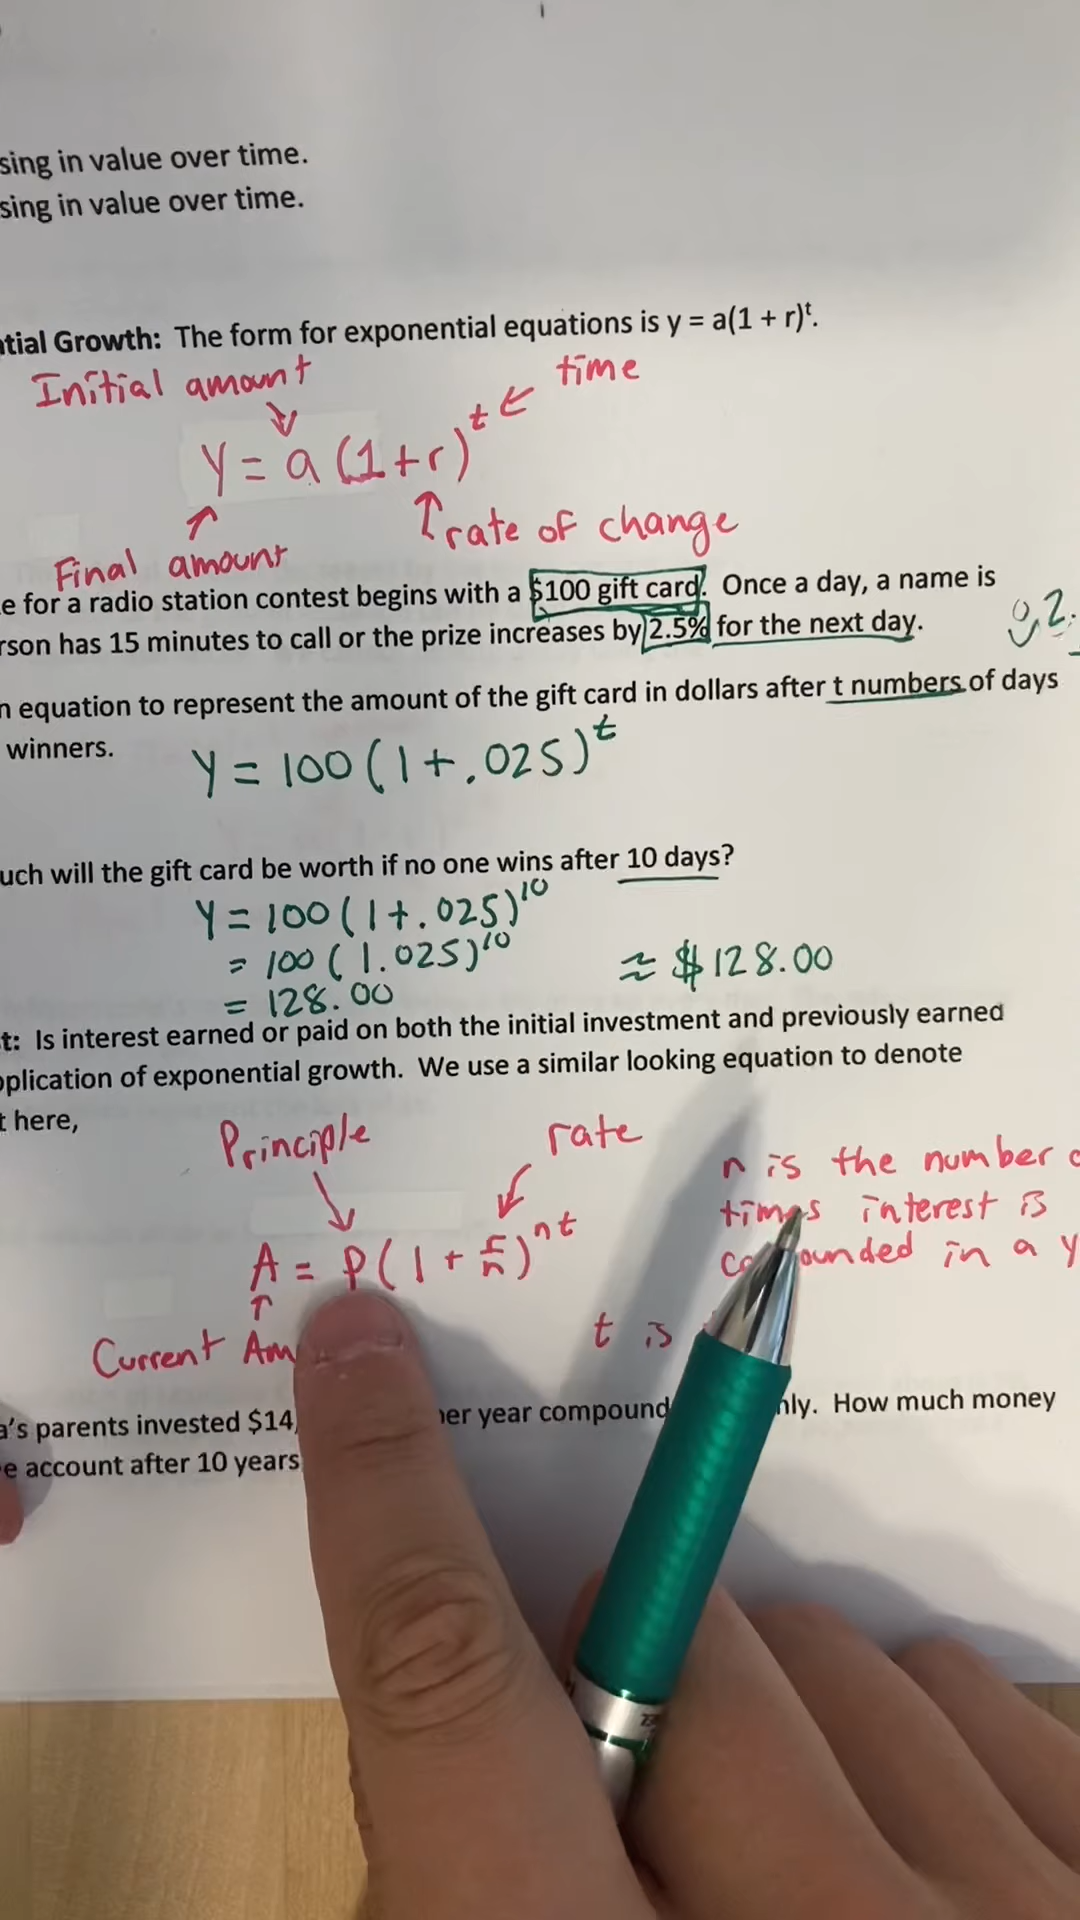 sing in value over time.
sing in value over time.
tial Growth: The form for exponential equations is y = a(1 + r)^t.
Initial amount
time
y = a (1+r)^t
rate of change
Final amount
e for a radio station contest begins with a $100 gift card. Once a day, a name is
rson has 15 minutes to call or the prize increases by 2.5% for the next day.
n equation to represent the amount of the gift card in dollars after t numbers of days
winners.
y = 100 (1+.025)^t
uch will the gift card be worth if no one wins after 10 days?
y = 100 (1+.025)^10
= 100 (1.025)^10
= 128.00
≈ $128.00
t: Is interest earned or paid on both the initial investment and previously earned
pplication of exponential growth. We use a similar looking equation to denote
t here,
Principle
rate
n is the number
times interest is
in a y
A = P(1 + r/n)^nt
Current Am
t is
a's parents invested $14, per year compound nly. How much money
e account after 10 years